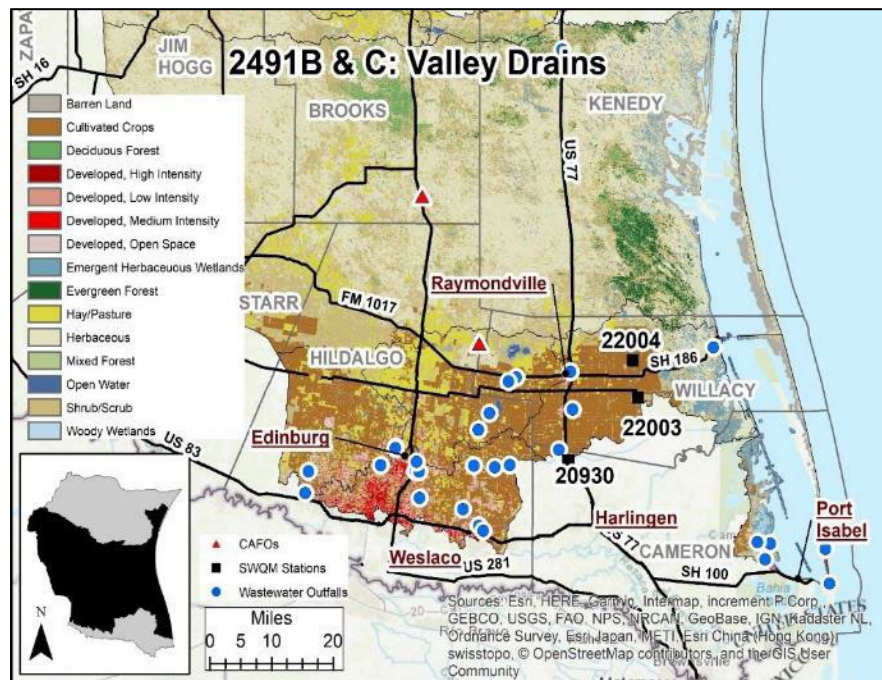 ZAPA
JIM
HOGG
2491B & C: Valley Drains
SH 16
BROOKS
KENEDY
US 77
Barren Land
Cultivated Crops
Deciduous Forest
Developed, High Intensity
Developed, Low Intensity
Developed, Medium Intensity
Developed, Open Space
Emergent Herbaceuous Wetlands
Evergreen Forest
Hay/Pasture
Herbaceous
Mixed Forest
Open Water
Shrub/Scrub
Woody Wetlands
Raymondville
STARR
FM 1017
HILDALGO
22004
SH 186
WILLACY
22003
Edinburg
US 83
20930
Harlingen
Port
Isabel
Weslaco
US 281
US 77
CAMERON
SH 100
Bahia
CAFOs
SWQM Stations
Wastewater Outfalls
N
Miles
0 5 10 20
Sources: Esri, HERE, Garmin, Intermap, increment P Corp.,
GEBCO, USGS, FAO, NPS, NRCAN, GeoBase, IGN, Kadaster NL,
Ordnance Survey, Esri Japan, METI, Esri China (Hong Kong),
swisstopo, © OpenStreetMap contributors, and the GIS User
Community